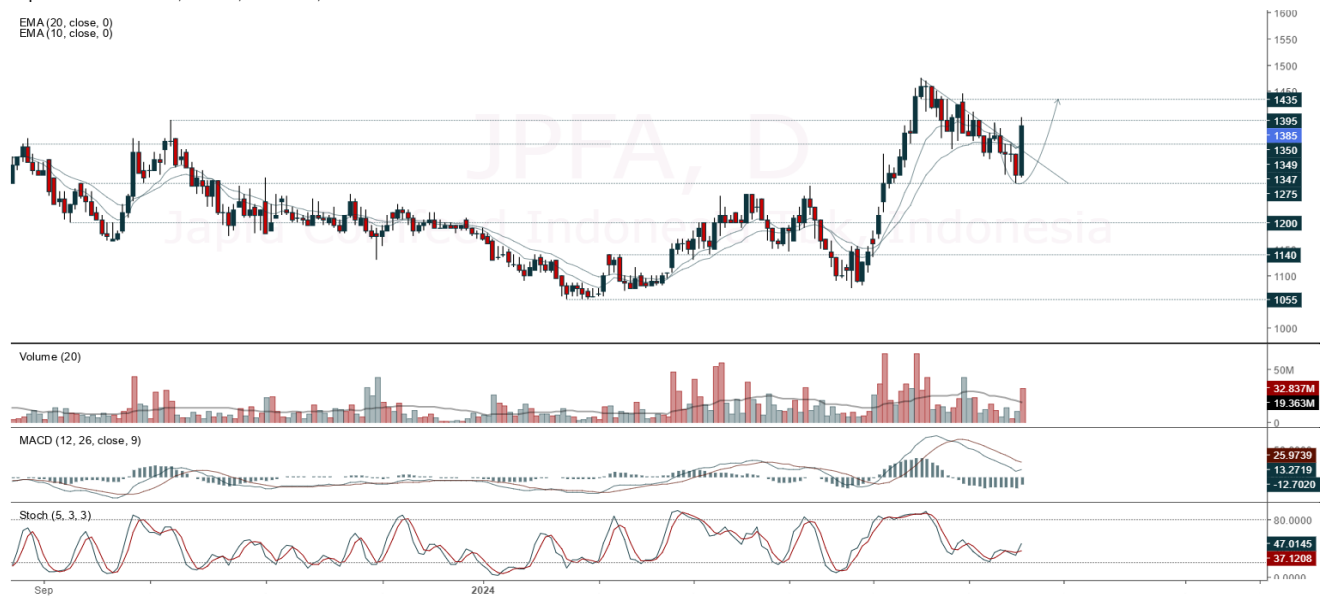 EMA (20, close, 0)
EMA (10, close, 0)
JPFA, D
1600
1550
1500
1435
1395
1385
1350
1349
1347
1275
1200
1140
1100
1055
1000
Volume (20)
50M
32.837M
19.363M
0
MACD (12, 26, close, 9)
25.9739
13.2719
-12.7020
Stoch (5, 3, 3)
80.0000
47.0145
37.1208
0.0000
Sep
2024